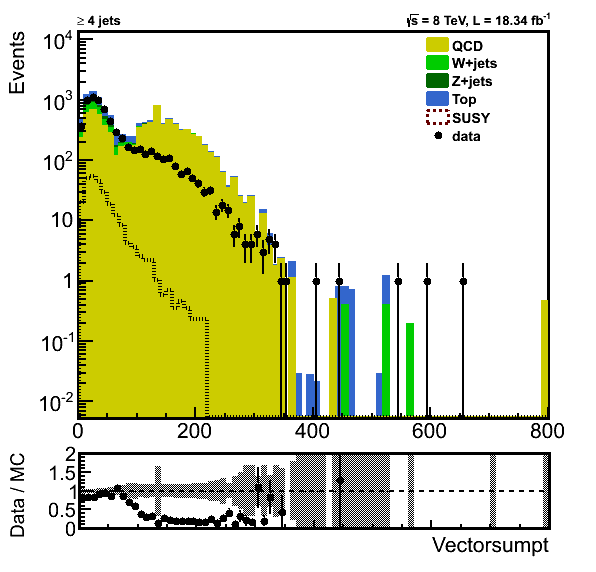 ≥ 4 jets
√s = 8 TeV, L = 18.34 fb⁻¹
Events
10⁴
10³
10²
10
1
10⁻¹
10⁻²
QCD
W+jets
Z+jets
Top
SUSY
data
0 200 400 600 800
Data / MC
2
1.5
1
0.5
0
Vectorsumpt